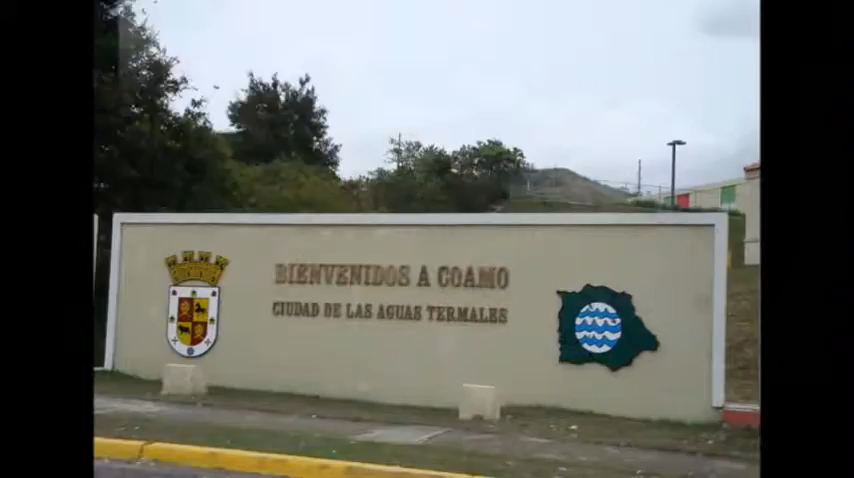 BIENVENIDOS A COAMO
CIUDAD DE LAS AGUAS TERMALES